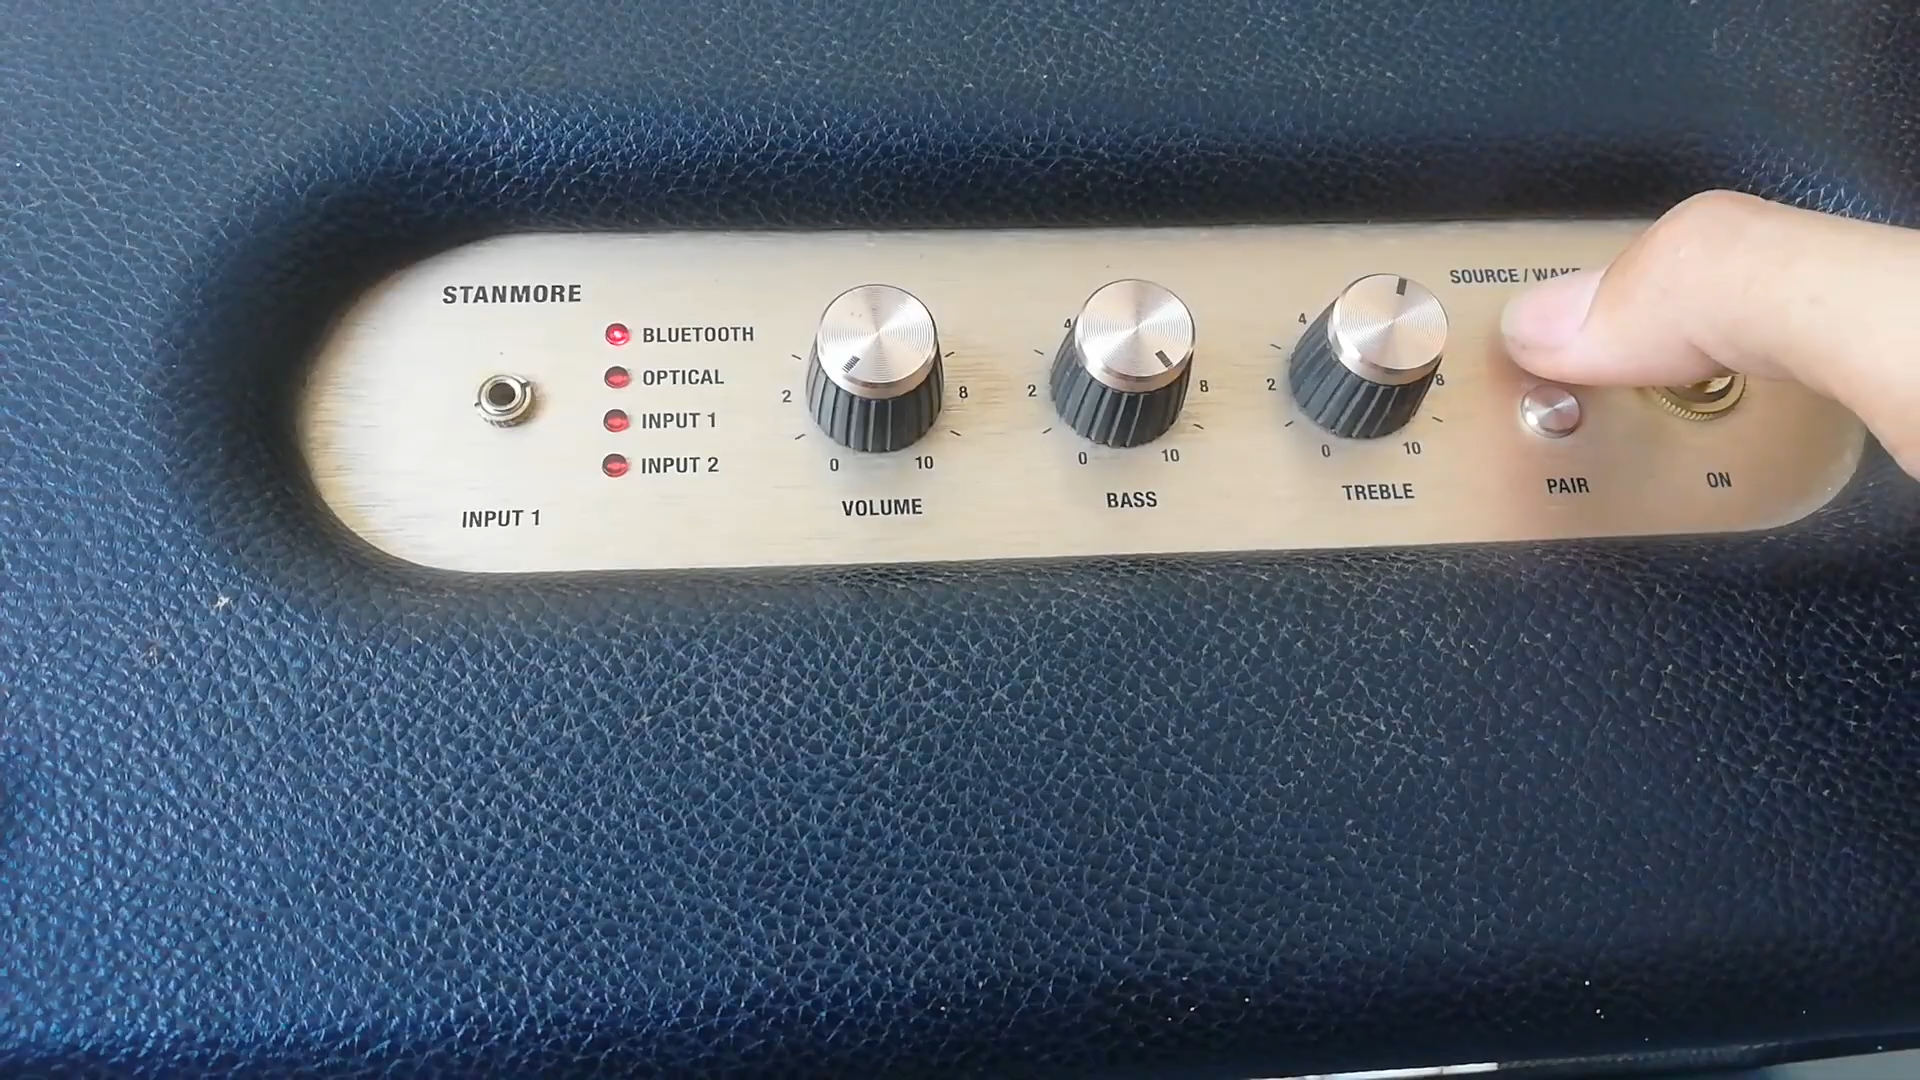 STANMORE
SOURCE /
BLUETOOTH
OPTICAL
INPUT 1
INPUT 2
INPUT 1
2 8
0 10
VOLUME
4
2 8
0 10
BASS
4
2 8
0 10
TREBLE
PAIR
ON